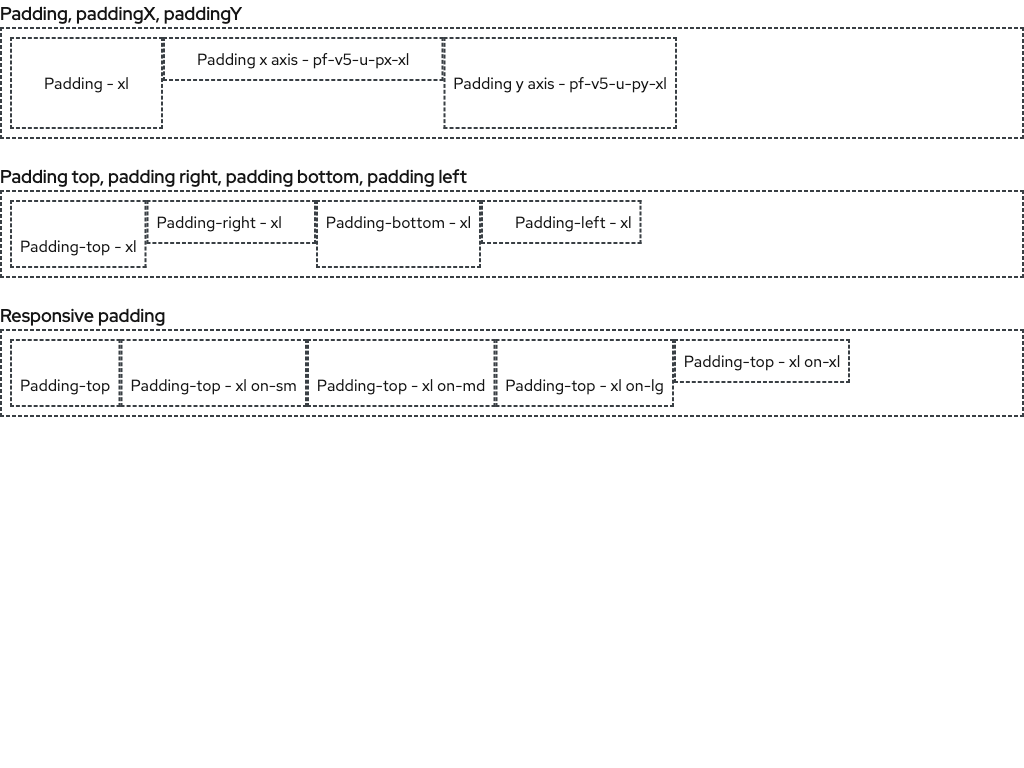 Padding, paddingX, paddingY
Padding - xl
Padding x axis - pf-v5-u-px-xl
Padding y axis - pf-v5-u-py-xl
Padding top, padding right, padding bottom, padding left
Padding-top - xl
Padding-right - xl
Padding-bottom - xl
Padding-left - xl
Responsive padding
Padding-top
Padding-top - xl on-sm
Padding-top - xl on-md
Padding-top - xl on-lg
Padding-top - xl on-xl